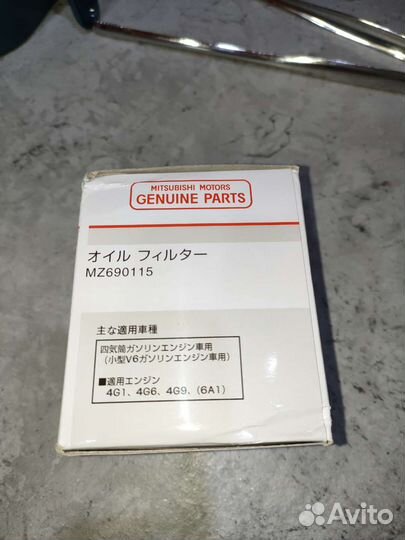 MITSUBISHI MOTORS
GENUINE PARTS
オイル フィルター
MZ690115
主な適用車種
四気筒ガソリンエンジン車用
(小型V6ガソリンエンジン車用)
■適用エンジン
4G1、4G6、4G9、(6A1)
Avito